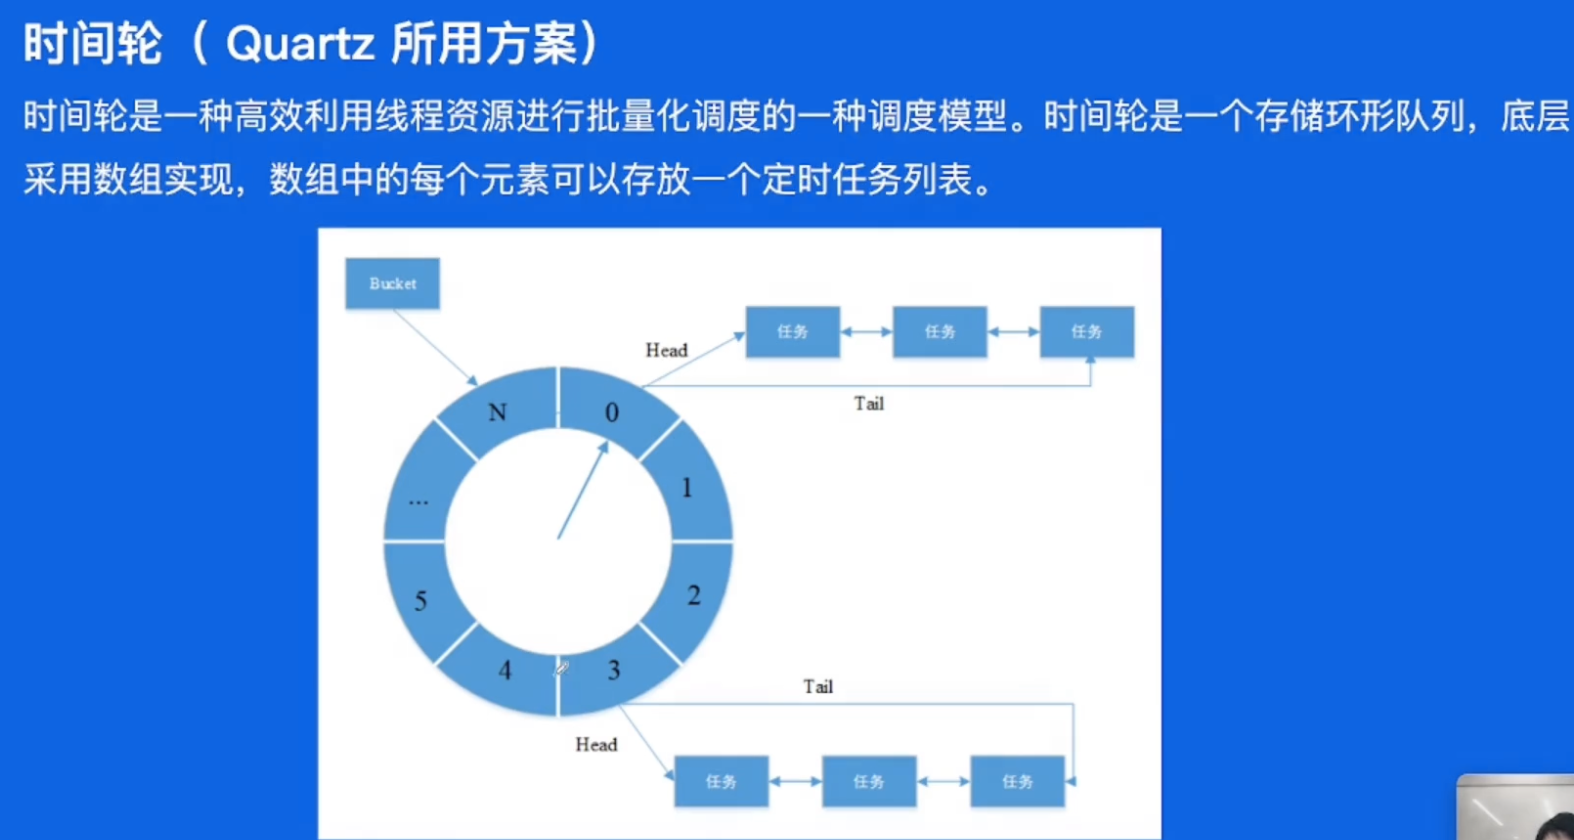 时间轮（ Quartz 所用方案）
时间轮是一种高效利用线程资源进行批量化调度的一种调度模型。时间轮是一个存储环形队列，底层
采用数组实现，数组中的每个元素可以存放一个定时任务列表。
Bucket
Head
任务
任务
任务
Tail
N
0
...
1
5
2
4
3
Tail
Head
任务
任务
任务